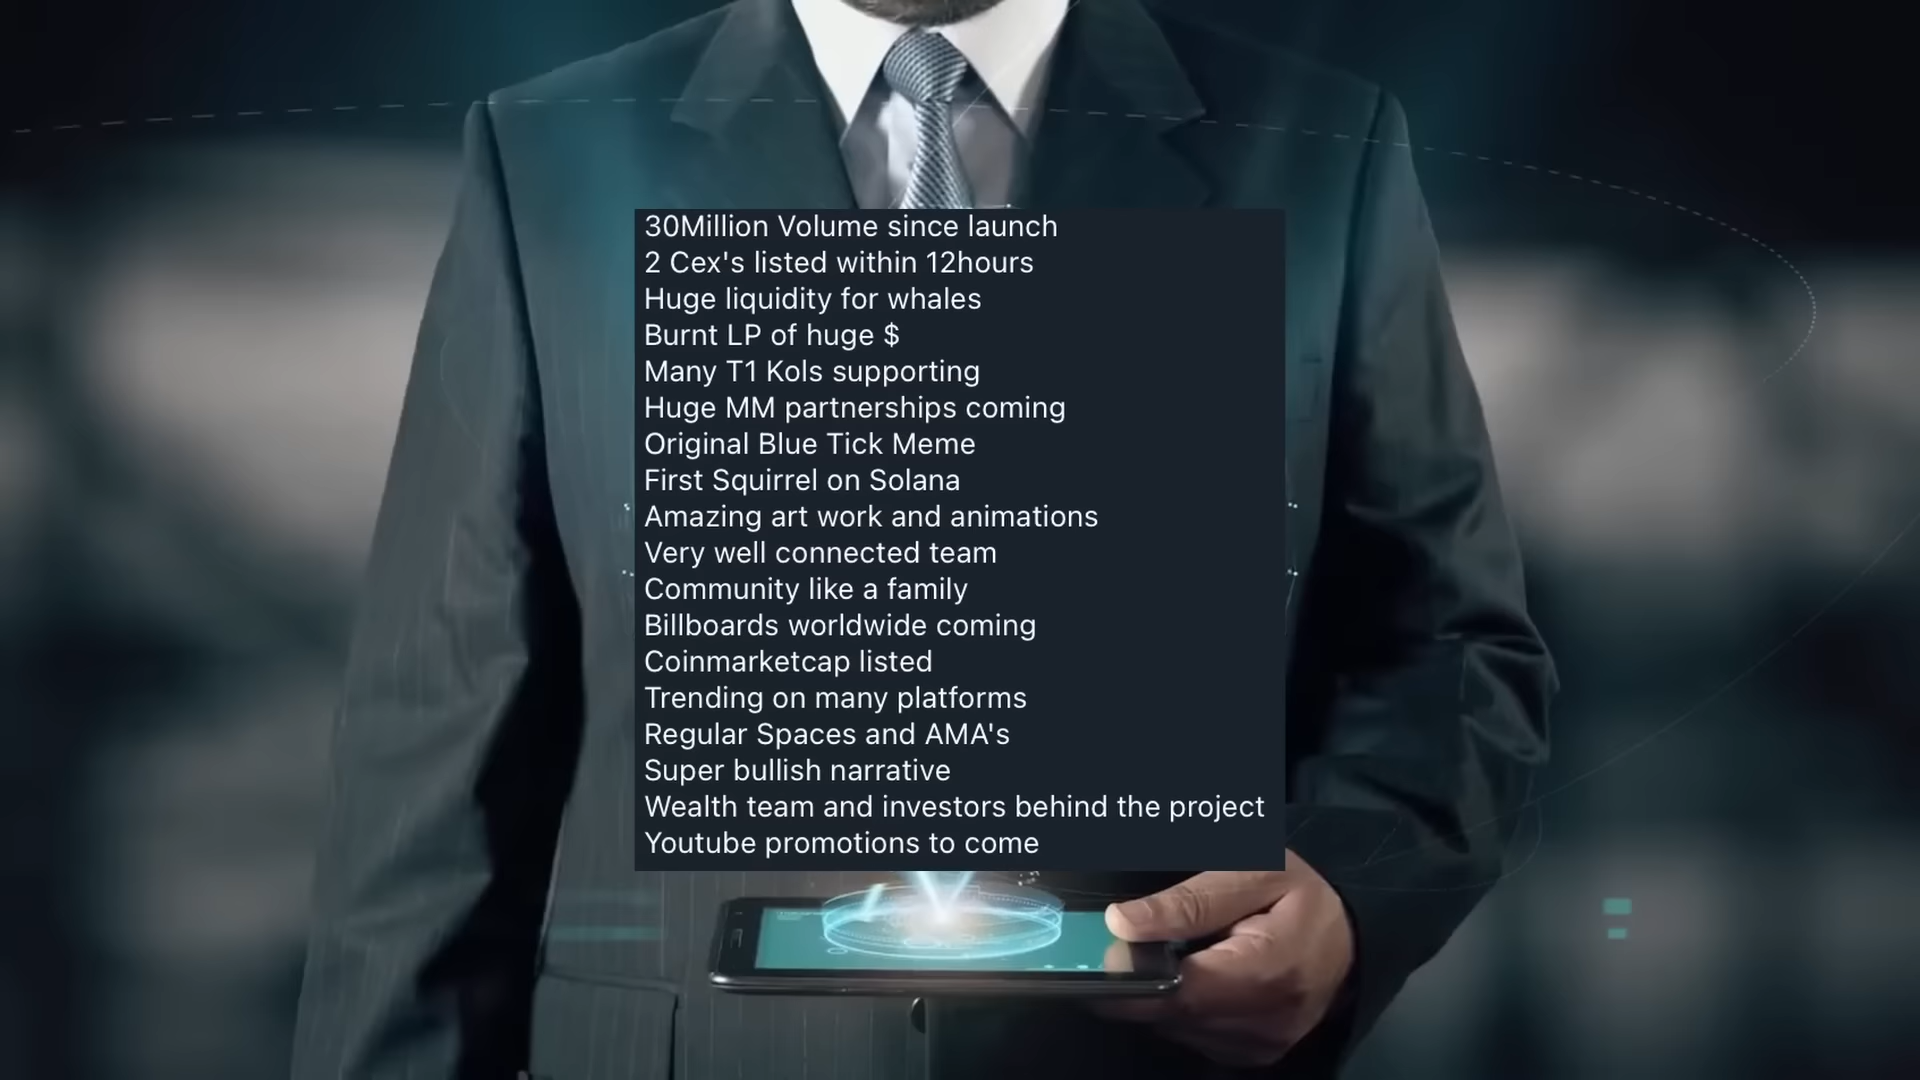 30Million Volume since launch
2 Cex's listed within 12hours
Huge liquidity for whales
Burnt LP of huge $
Many T1 Kols supporting
Huge MM partnerships coming
Original Blue Tick Meme
First Squirrel on Solana
Amazing art work and animations
Very well connected team
Community like a family
Billboards worldwide coming
Coinmarketcap listed
Trending on many platforms
Regular Spaces and AMA's
Super bullish narrative
Wealth team and investors behind the project
Youtube promotions to come